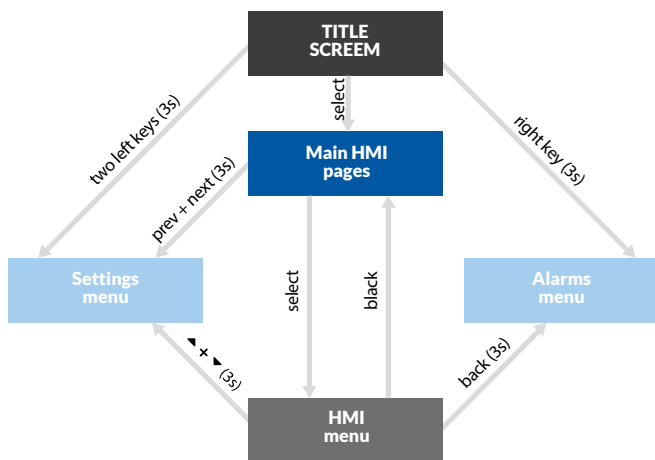 TITLE
SCREEM
select
two left keys (3s)
right key (3s)
Main HMI
pages
prev + next (3s)
Settings
menu
Alarms
menu
select
black
◥ + ◥ (3s)
back (3s)
HMI
menu